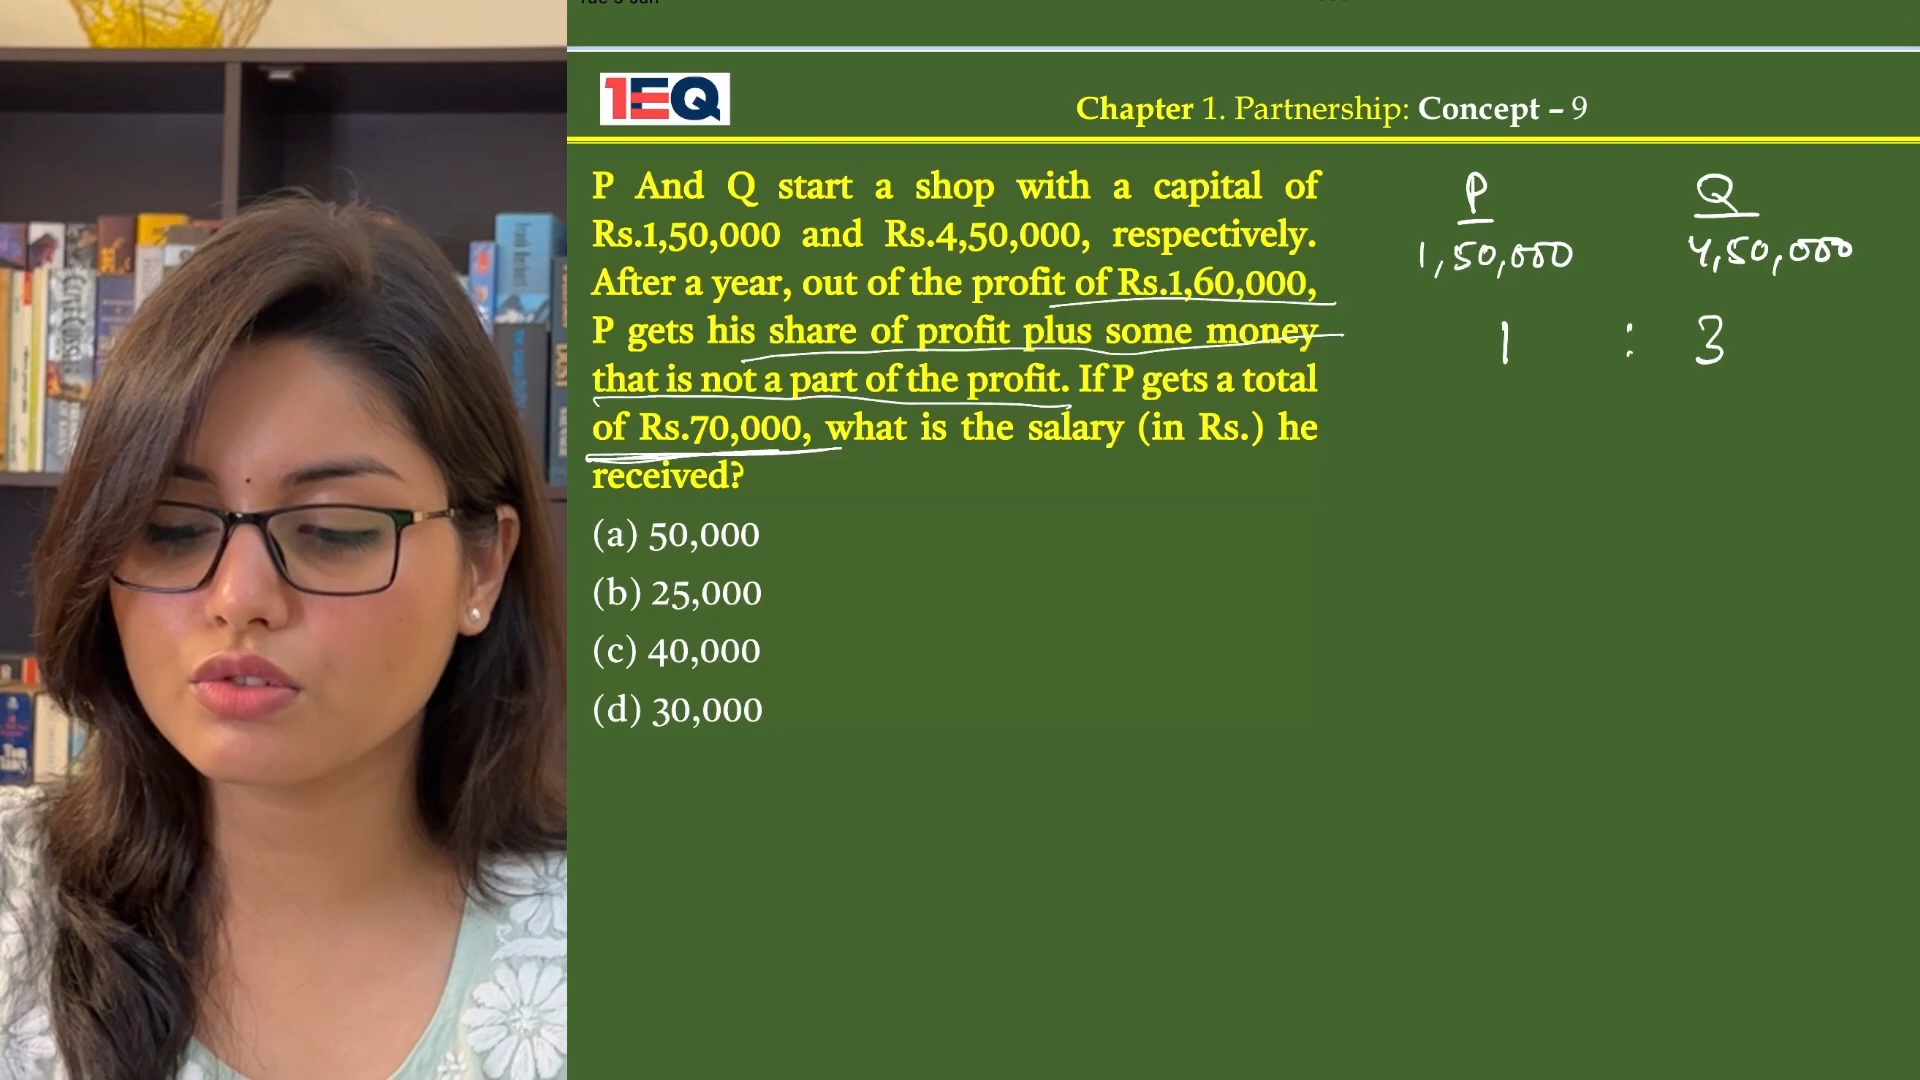 1EQ
Chapter 1. Partnership: Concept – 9
P And Q start a shop with a capital of
Rs.1,50,000 and Rs.4,50,000, respectively.
After a year, out of the profit of Rs.1,60,000,
P gets his share of profit plus some money
that is not a part of the profit. If P gets a total
of Rs.70,000, what is the salary (in Rs.) he
received?
(a) 50,000
(b) 25,000
(c) 40,000
(d) 30,000
P Q
1,50,000 4,50,000
1 : 3